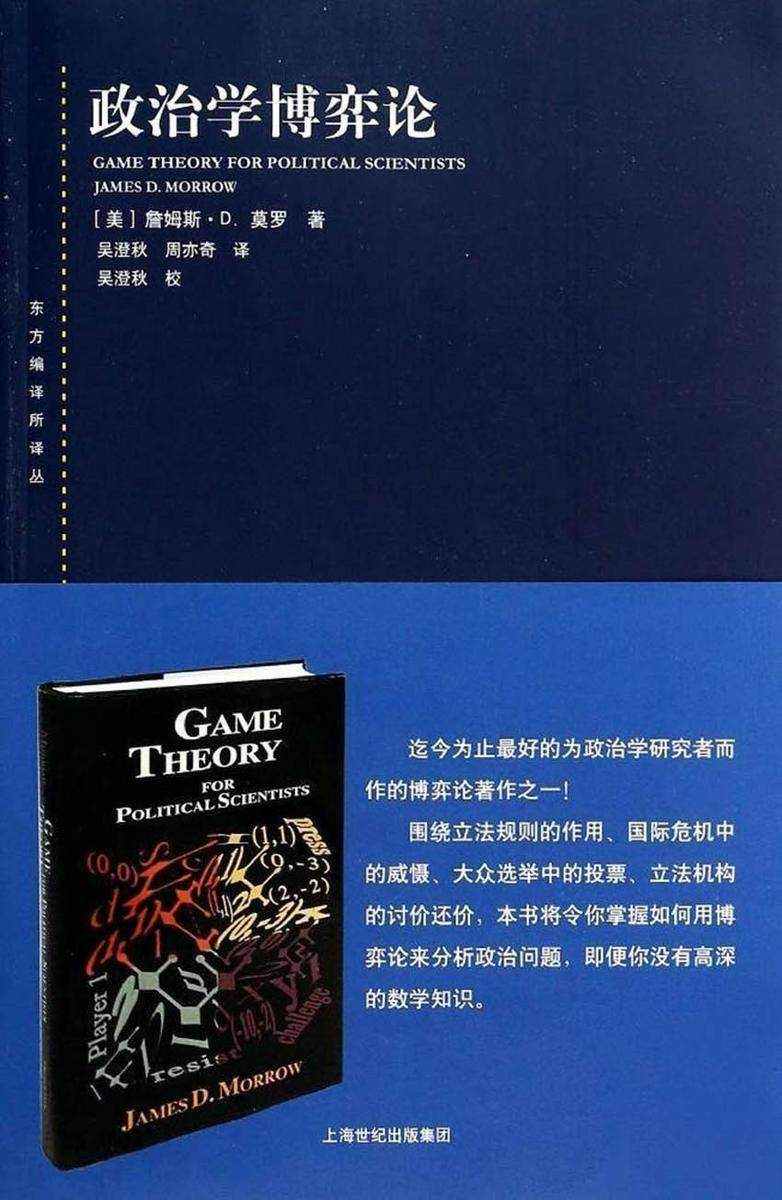 政治学博弈论
GAME THEORY FOR POLITICAL SCIENTISTS
JAMES D. MORROW
[美] 詹姆斯·D. 莫罗 著
吴澄秋 周亦奇 译
吴澄秋 校
东方编译所译丛
GAME
THEORY
FOR
POLITICAL SCIENTISTS
(0,0)
(1,1)
press
(9,-3)
(2,-2)
(0,-3)
Player 1
(-10,-2)
challenge
resist
JAMES D. MORROW
迄今为止最好的为政治学研究者而
作的博弈论著作之一!
围绕立法规则的作用、国际危机中
的威慑、大众选举中的投票、立法机构
的讨价还价,本书将令你掌握如何用博
弈论来分析政治问题,即便你没有高深
的数学知识。
上海世纪出版集团